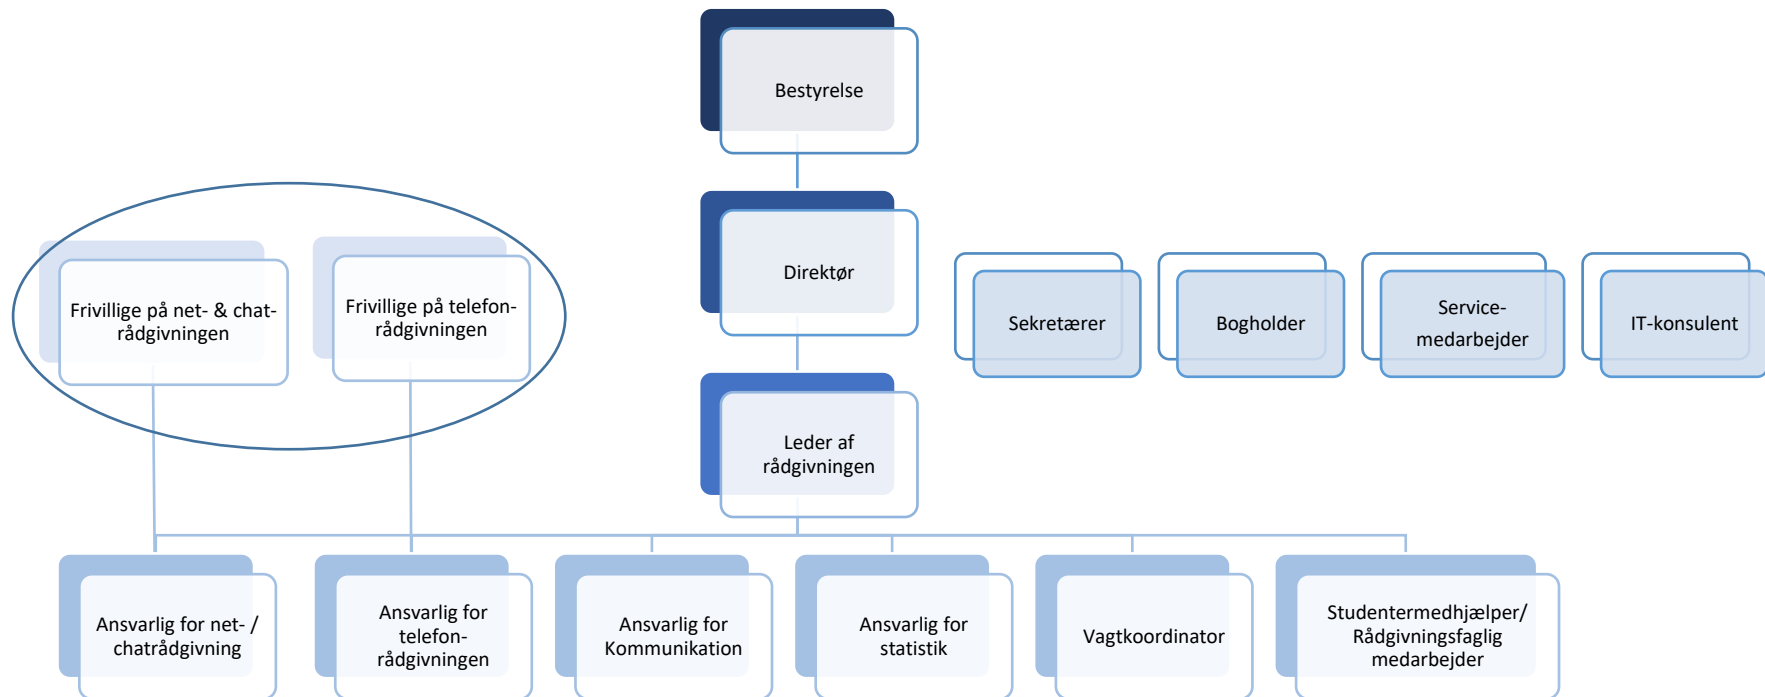 Bestyrelse
Direktør
Frivillige på net- & chat-
rådgivningen
Frivillige på telefon-
rådgivningen
Sekretærer
Bogholder
Service-
medarbejder
IT-konsulent
Leder af
rådgivningen
Ansvarlig for net- /
chatrådgivning
Ansvarlig for
telefon-
rådgivningen
Ansvarlig for
Kommunikation
Ansvarlig for
statistik
Vagtkoordinator
Studentermedhjælper/
Rådgivningsfaglig
medarbejder